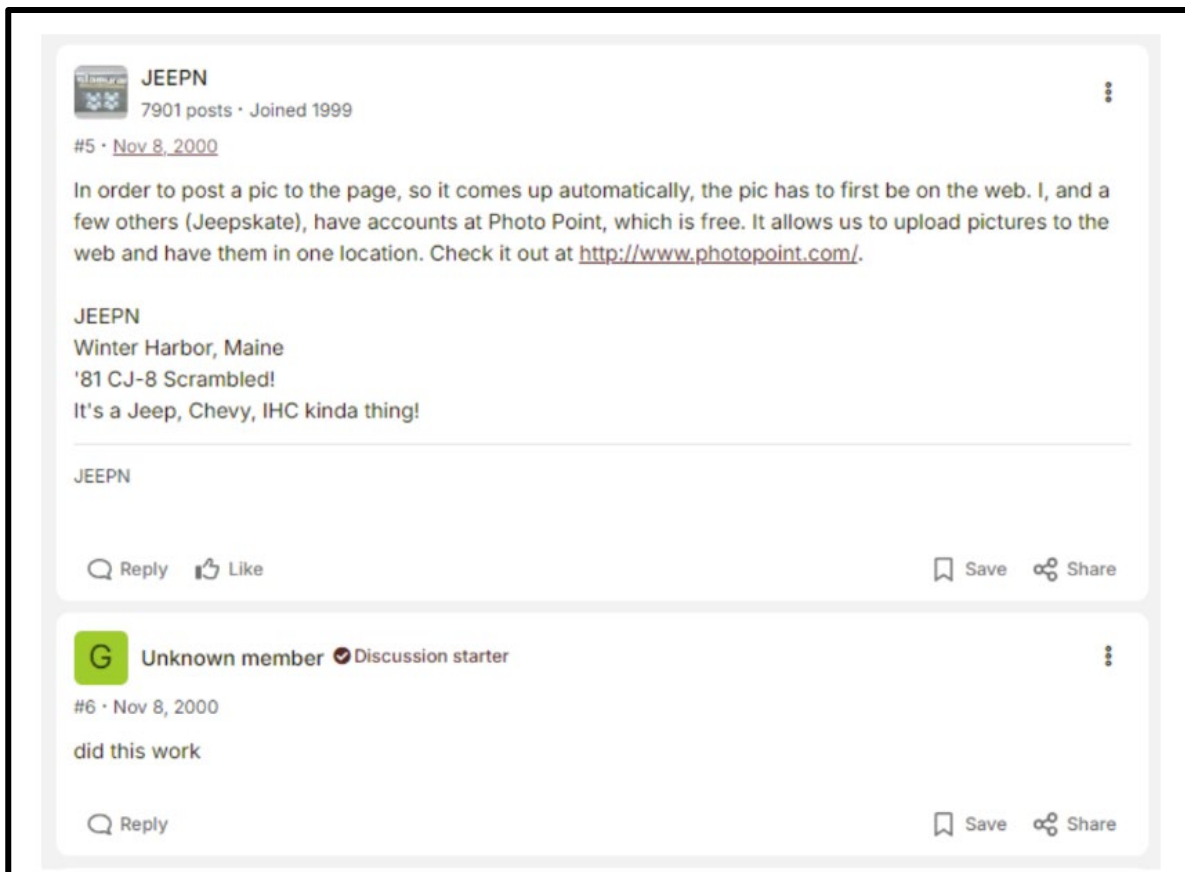 JEEPN
7901 posts · Joined 1999
#5 · Nov 8, 2000
In order to post a pic to the page, so it comes up automatically, the pic has to first be on the web. I, and a
few others (Jeepskate), have accounts at Photo Point, which is free. It allows us to upload pictures to the
web and have them in one location. Check it out at http://www.photopoint.com/.
JEEPN
Winter Harbor, Maine
'81 CJ-8 Scrambled!
It's a Jeep, Chevy, IHC kinda thing!
JEEPN
Reply Like Save Share
G Unknown member Discussion starter
#6 · Nov 8, 2000
did this work
Reply Save Share